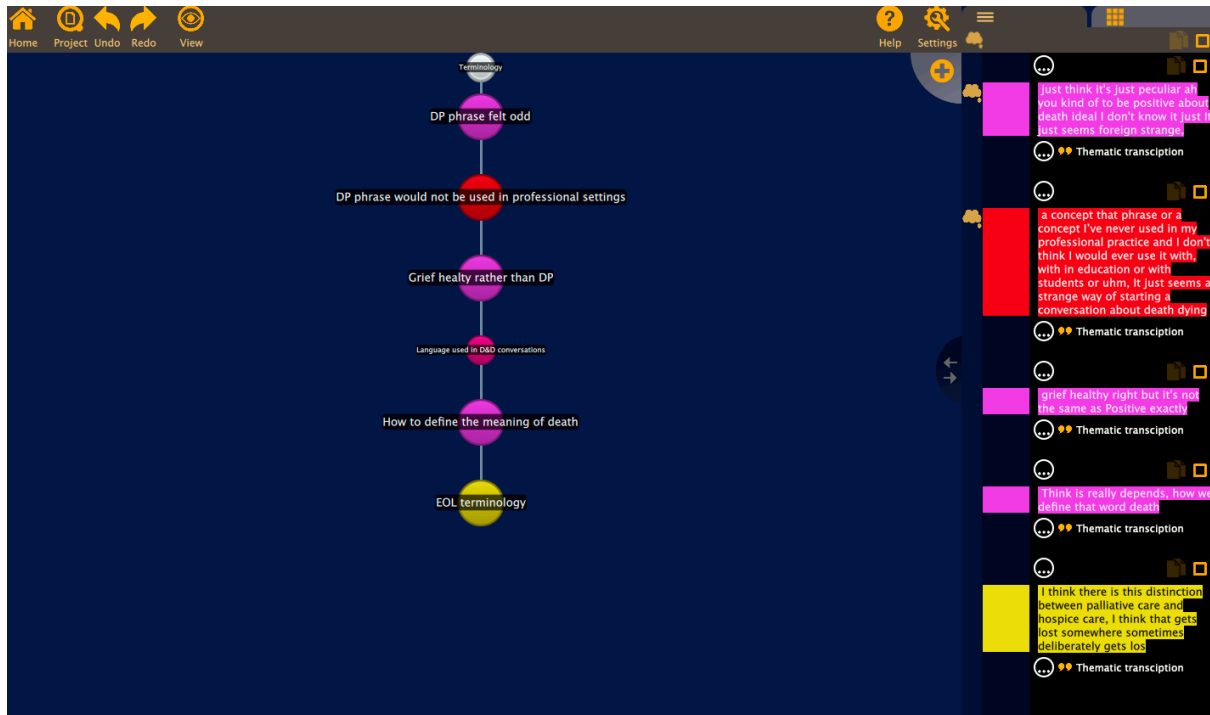 Home
Project
Undo
Redo
View
Help
Settings
Terminology
DP phrase felt odd
DP phrase would not be used in professional settings
Grief healty rather than DP
Language used in D&D conversations
How to define the meaning of death
EOL terminology
just think it's just peculiar ah
you kind of to be positive about
death ideal I don't know it just It
just seems foreign strange,
Thematic transciption
a concept that phrase or a
concept I've never used in my
professional practice and I don't
think I would ever use it with,
with in education or with
students or uhm, It just seems a
strange way of starting a
conversation about death dying
Thematic transciption
grief healthy right but it's not
the same as Positive exactly
Thematic transciption
Think is really depends, how we
define that word death
Thematic transciption
I think there is this distinction
between palliative care and
hospice care, I think that gets
lost somewhere sometimes
deliberately gets los
Thematic transciption